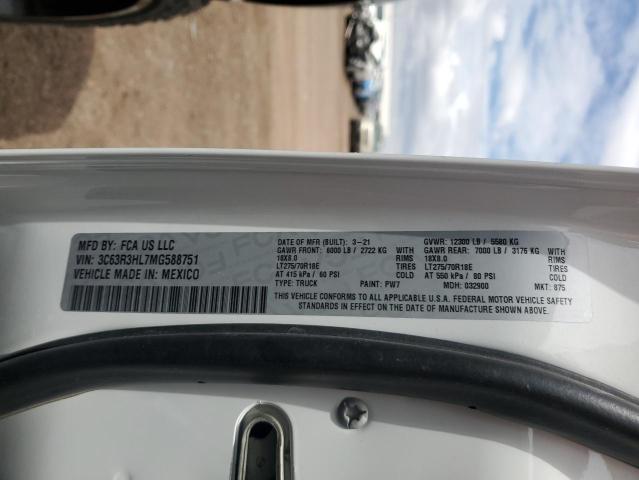 MFD BY: FCA US LLC
VIN: 3C63R3HL7MG588751
VEHICLE MADE IN: MEXICO
DATE OF MFR (BUILT): 3-21
GAWR FRONT: 6000 LB / 2722 KG WITH
18X8.0 RIMS
LT275/70R18E TIRES
AT 415 kPa / 60 PSI COLD
TYPE: TRUCK PAINT: PW7
GVWR: 12300 LB / 5580 KG
GAWR REAR: 7000 LB / 3176 KG WITH
18X8.0 RIMS
LT275/70R18E TIRES
AT 550 kPa / 80 PSI COLD
MDH: 032900 MKT: 875
THIS VEHICLE CONFORMS TO ALL APPLICABLE U.S.A. FEDERAL MOTOR VEHICLE SAFETY
STANDARDS IN EFFECT ON THE DATE OF MANUFACTURE SHOWN ABOVE.